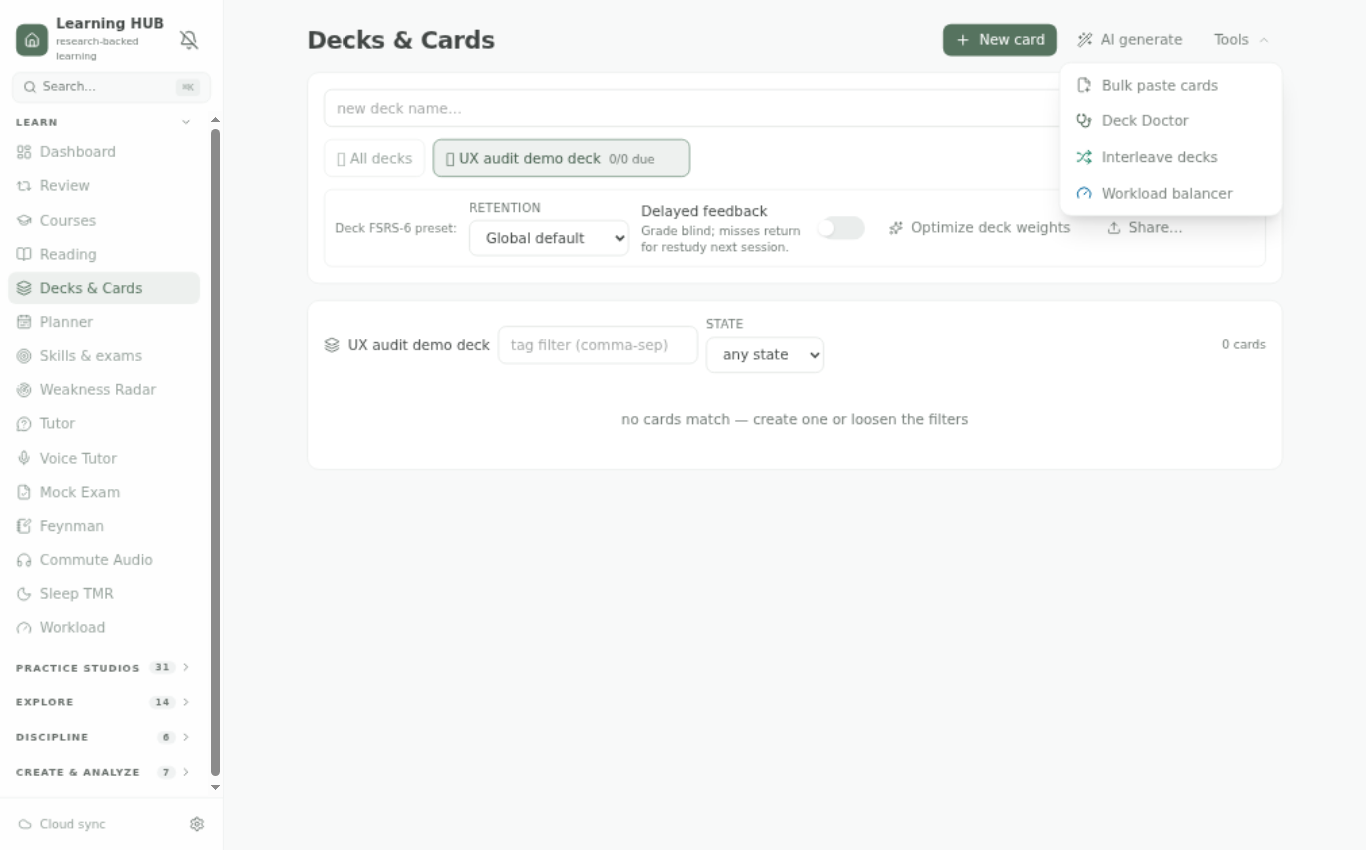 Learning HUB
research-backed
learning
Search...
⌘K
LEARN
Dashboard
Review
Courses
Reading
Decks & Cards
Planner
Skills & exams
Weakness Radar
Tutor
Voice Tutor
Mock Exam
Feynman
Commute Audio
Sleep TMR
Workload
PRACTICE STUDIOS 31
EXPLORE 14
DISCIPLINE 6
CREATE & ANALYZE 7
Cloud sync
Decks & Cards
New card
AI generate
Tools
Bulk paste cards
Deck Doctor
Interleave decks
Workload balancer
new deck name...
All decks
UX audit demo deck 0/0 due
Deck FSRS-6 preset:
RETENTION
Global default
Delayed feedback
Grade blind; misses return
for restudy next session.
Optimize deck weights
Share...
UX audit demo deck
tag filter (comma-sep)
STATE
any state
0 cards
no cards match — create one or loosen the filters